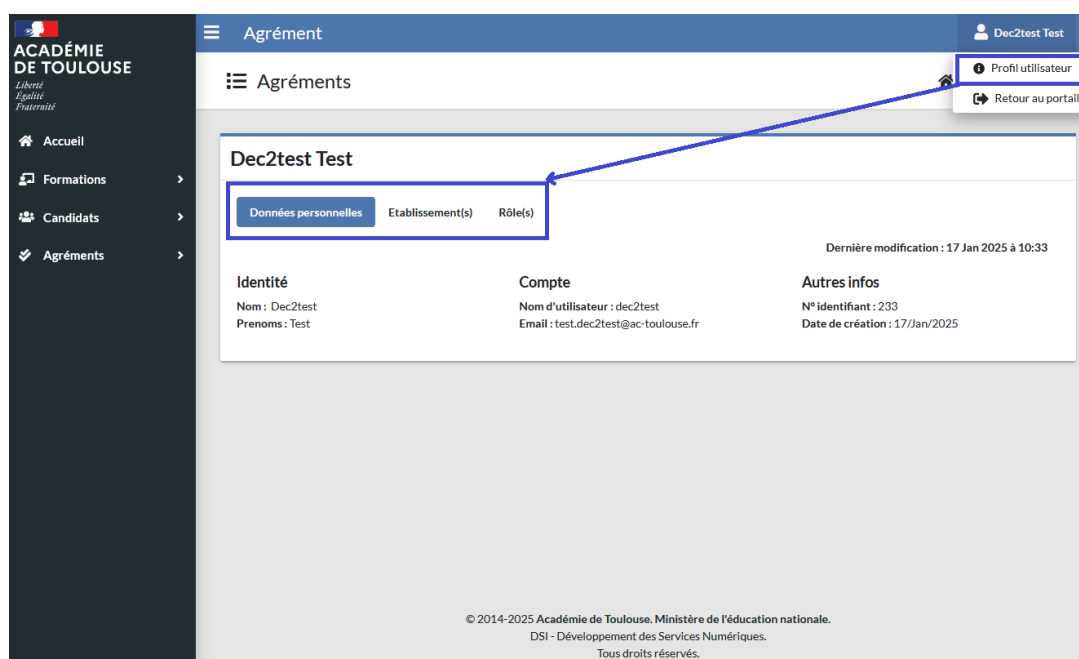 ACADÉMIE
DE TOULOUSE
Liberté
Égalité
Fraternité
Accueil
Formations
Candidats
Agréments
Agrément
Dec2test Test
Agréments
Profil utilisateur
Retour au portail
Dec2test Test
Données personnelles Etablissement(s) Rôle(s)
Dernière modification : 17 Jan 2025 à 10:33
Identité
Nom : Dec2test
Prenoms : Test
Compte
Nom d'utilisateur : dec2test
Email : test.dec2test@ac-toulouse.fr
Autres infos
N° identifiant : 233
Date de création : 17/Jan/2025
© 2014-2025 Académie de Toulouse. Ministère de l'éducation nationale.
DSI - Développement des Services Numériques.
Tous droits réservés.